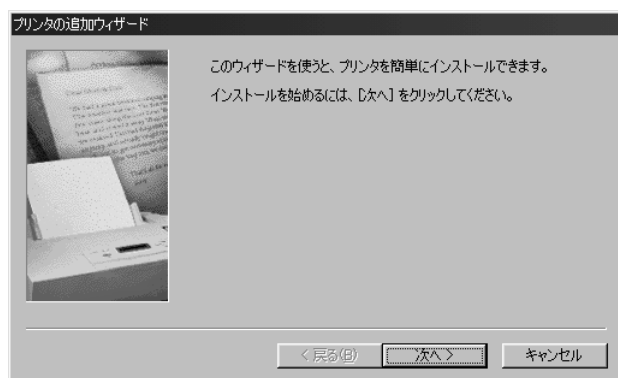 プリンタの追加ウィザード
このウィザードを使うと、プリンタを簡単にインストールできます。
インストールを始めるには、[次へ] をクリックしてください。
< 戻る(B)
次へ >
キャンセル